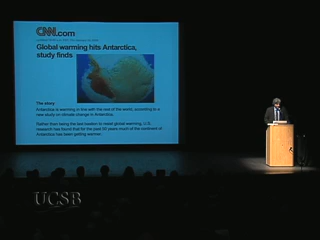 CNN.com
Global warming hits Antarctica,
study finds
The story
Antarctica is warming in line with the rest of the world, according to a
new study on climate change in Antarctica.
Rather than being the last bastion to resist global warming, U.S.
research has found that for the past 50 years much of the continent of
Antarctica has been getting warmer.
UCSB